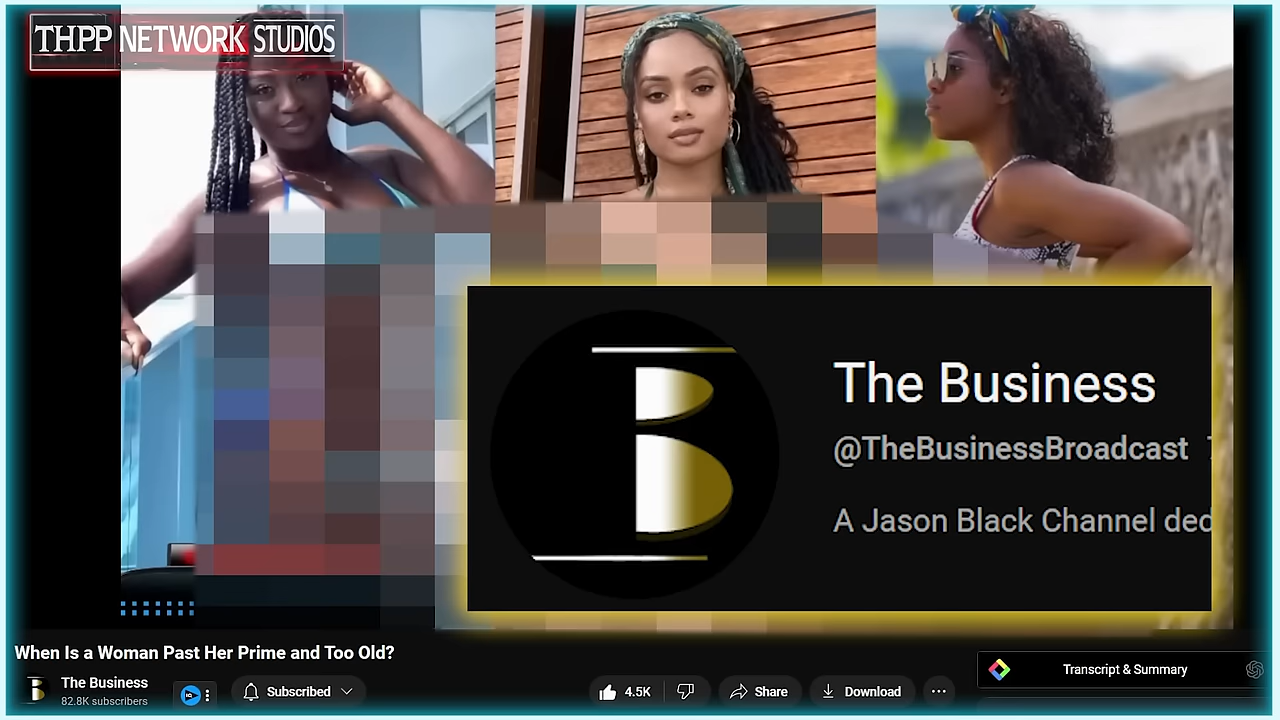 THPP NETWORK STUDIOS
The Business
@TheBusinessBroadcast
A Jason Black Channel ded
When Is a Woman Past Her Prime and Too Old?
The Business
82.8K subscribers
Subscribed
4.5K
Share
Download
Transcript & Summary